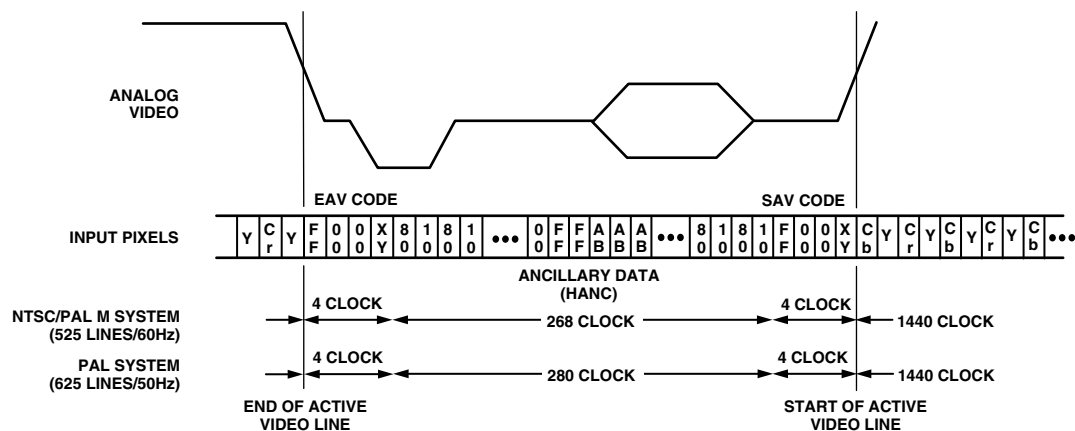 ANALOG
VIDEO
EAV CODE
SAV CODE
INPUT PIXELS
Y C Y F 0 0 X 8 1 8 1 ••• 0 F F A A A ••• 8 1 8 1 F 0 0 X C Y C Y C Y C Y C •••
r F 0 0 Y 0 0 0 0 0 F F B B B 0 0 0 0 F 0 0 Y b r b r b
ANCILLARY DATA
(HANC)
NTSC/PAL M SYSTEM
(525 LINES/60Hz)
4 CLOCK
268 CLOCK
4 CLOCK
1440 CLOCK
PAL SYSTEM
(625 LINES/50Hz)
4 CLOCK
280 CLOCK
4 CLOCK
1440 CLOCK
END OF ACTIVE
VIDEO LINE
START OF ACTIVE
VIDEO LINE